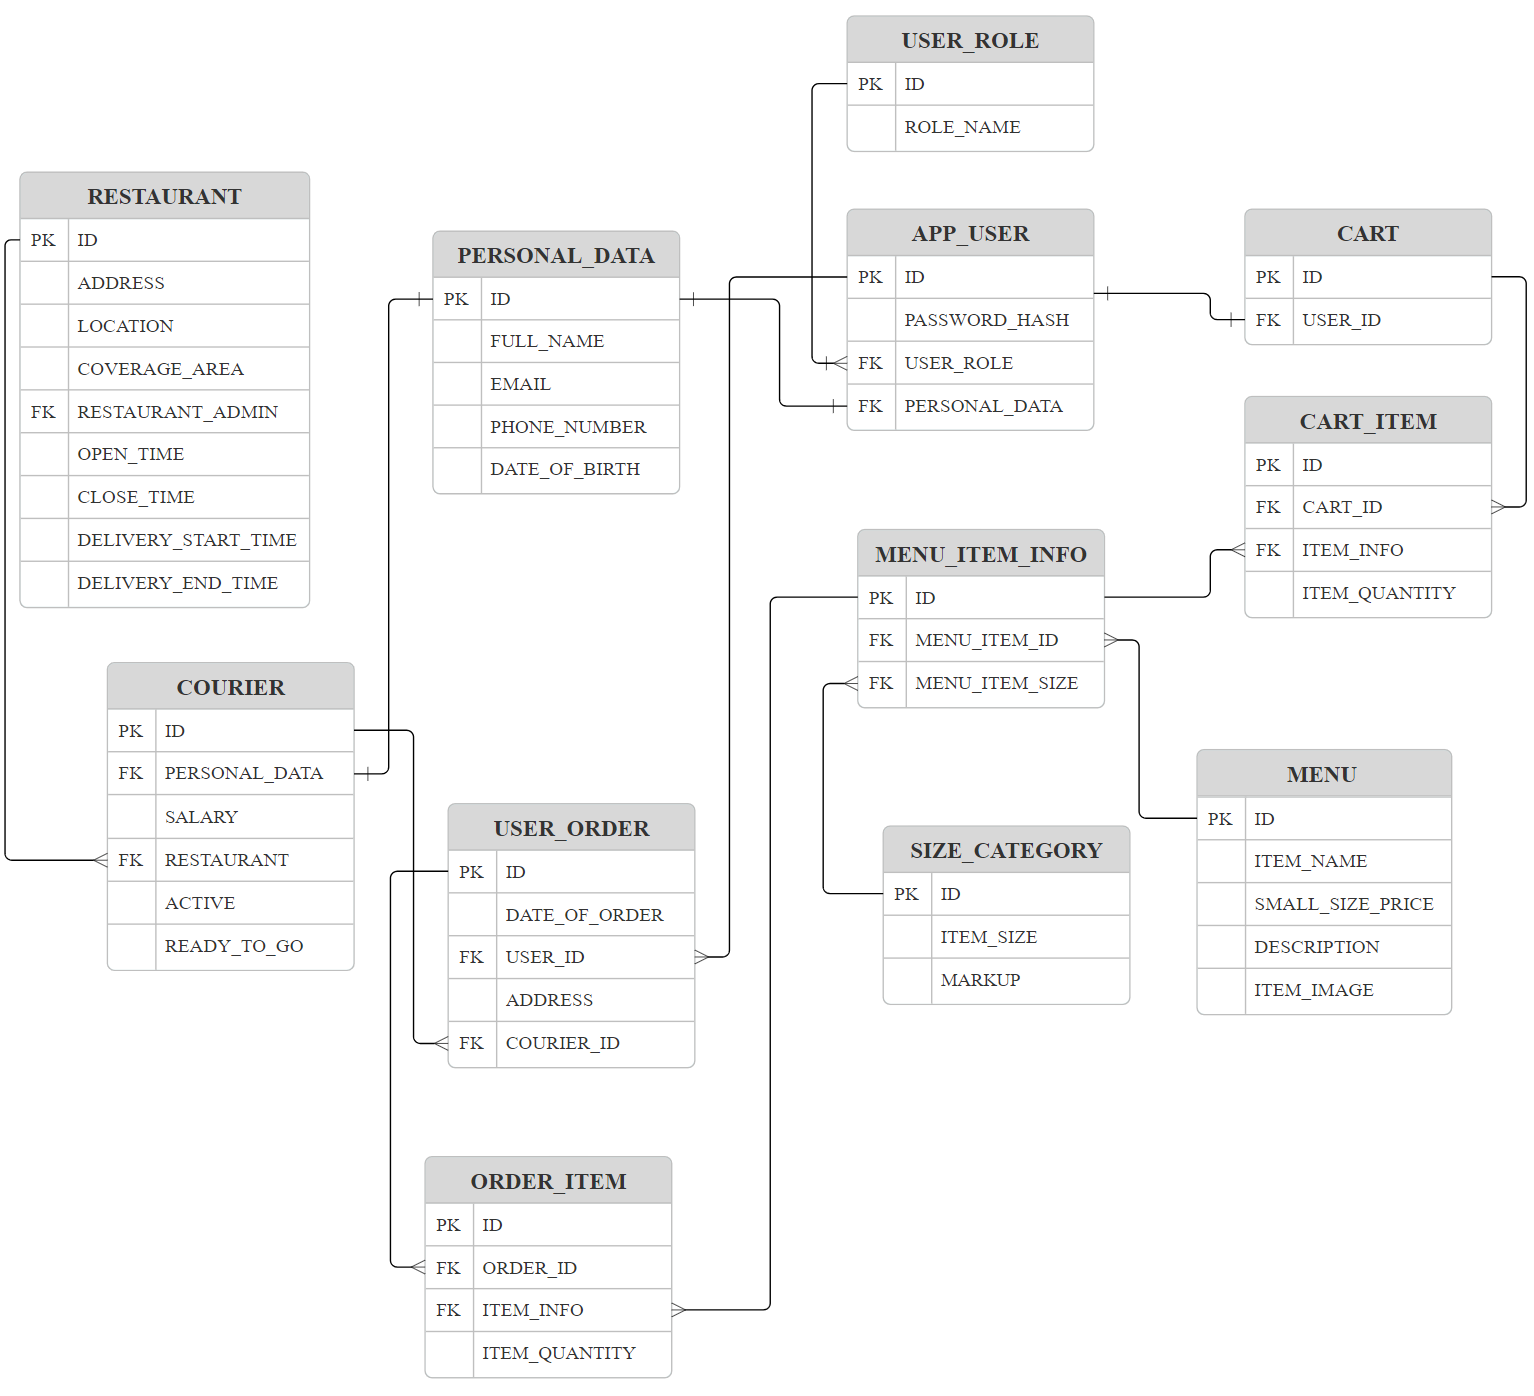 USER_ROLE
PK ID
ROLE_NAME
RESTAURANT
PK ID
ADDRESS
LOCATION
COVERAGE_AREA
FK RESTAURANT_ADMIN
OPEN_TIME
CLOSE_TIME
DELIVERY_START_TIME
DELIVERY_END_TIME
PERSONAL_DATA
PK ID
FULL_NAME
EMAIL
PHONE_NUMBER
DATE_OF_BIRTH
APP_USER
PK ID
PASSWORD_HASH
FK USER_ROLE
FK PERSONAL_DATA
CART
PK ID
FK USER_ID
CART_ITEM
PK ID
FK CART_ID
FK ITEM_INFO
ITEM_QUANTITY
MENU_ITEM_INFO
PK ID
FK MENU_ITEM_ID
FK MENU_ITEM_SIZE
COURIER
PK ID
FK PERSONAL_DATA
SALARY
FK RESTAURANT
ACTIVE
READY_TO_GO
USER_ORDER
PK ID
DATE_OF_ORDER
FK USER_ID
ADDRESS
FK COURIER_ID
SIZE_CATEGORY
PK ID
ITEM_SIZE
MARKUP
MENU
PK ID
ITEM_NAME
SMALL_SIZE_PRICE
DESCRIPTION
ITEM_IMAGE
ORDER_ITEM
PK ID
FK ORDER_ID
FK ITEM_INFO
ITEM_QUANTITY